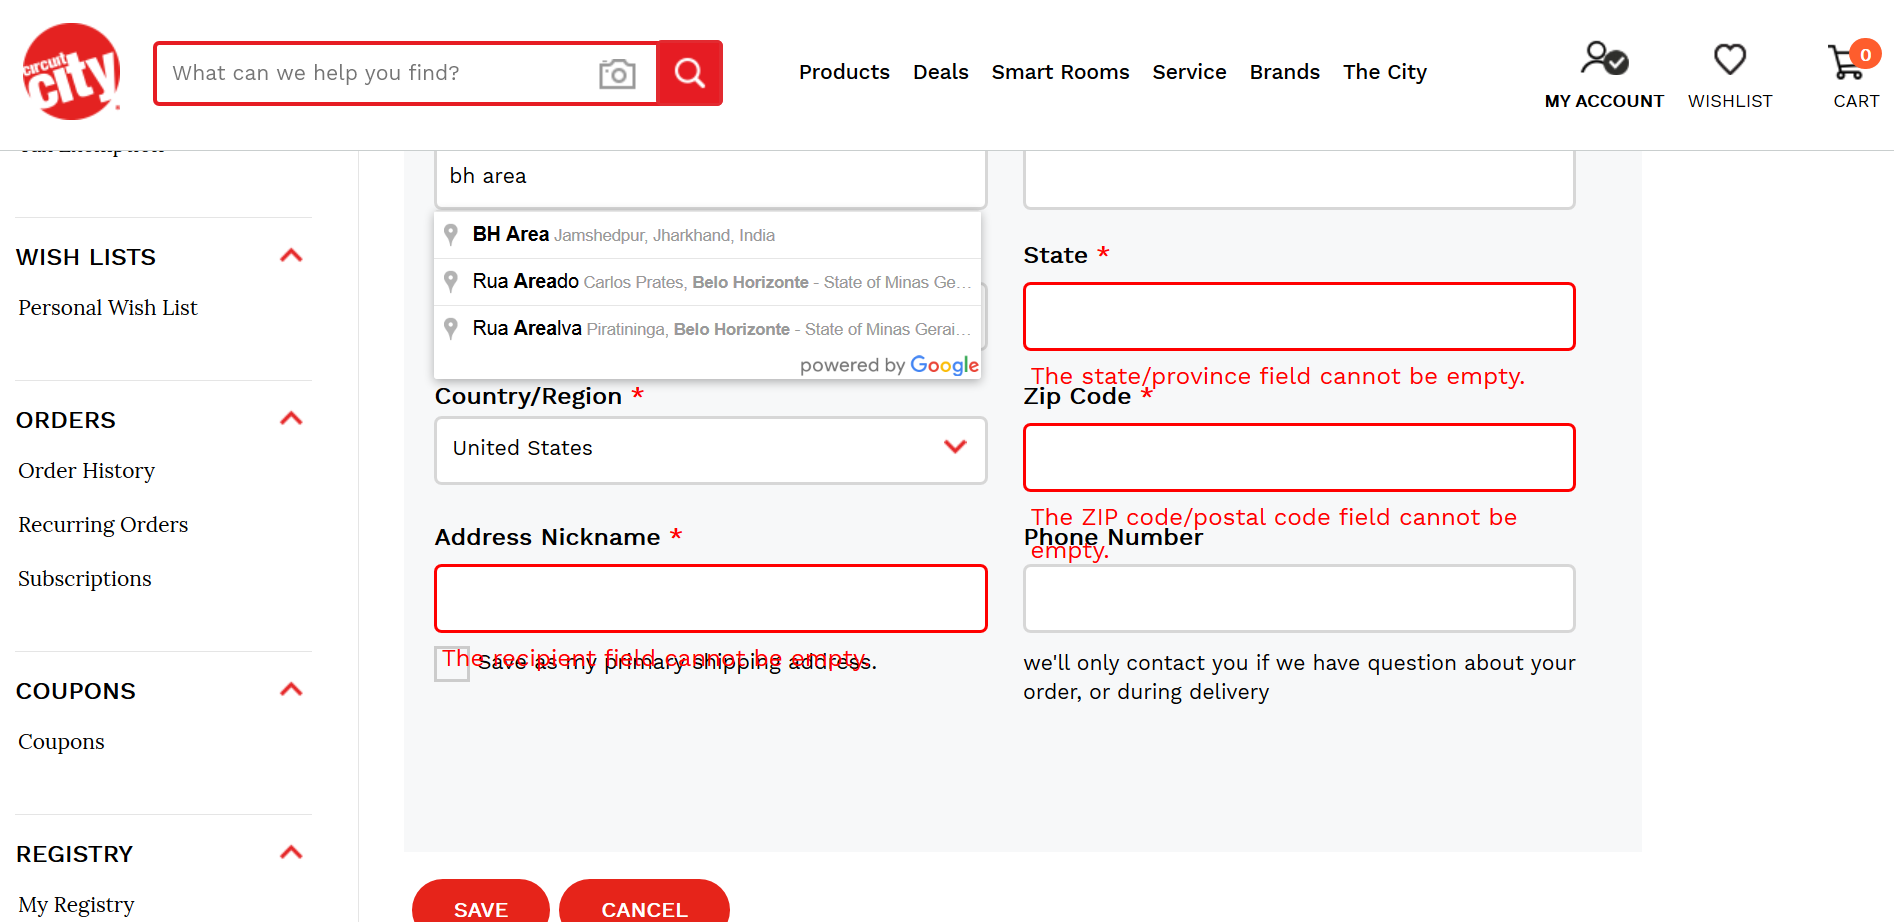 circuit
city
What can we help you find?
Products
Deals
Smart Rooms
Service
Brands
The City
MY ACCOUNT
WISHLIST
0
CART
Tax Exemption
WISH LISTS
Personal Wish List
ORDERS
Order History
Recurring Orders
Subscriptions
COUPONS
Coupons
REGISTRY
My Registry
bh area
BH Area Jamshedpur, Jharkhand, India
Rua Areado Carlos Prates, Belo Horizonte - State of Minas Ge...
Rua Arealva Piratininga, Belo Horizonte - State of Minas Gerai...
powered by Google
State *
The state/province field cannot be empty.
Country/Region *
United States
Zip Code *
The ZIP code/postal code field cannot be
empty.
Address Nickname *
The recipient field cannot be empty.
Save as my primary shipping address.
Phone Number
we'll only contact you if we have question about your
order, or during delivery
SAVE
CANCEL